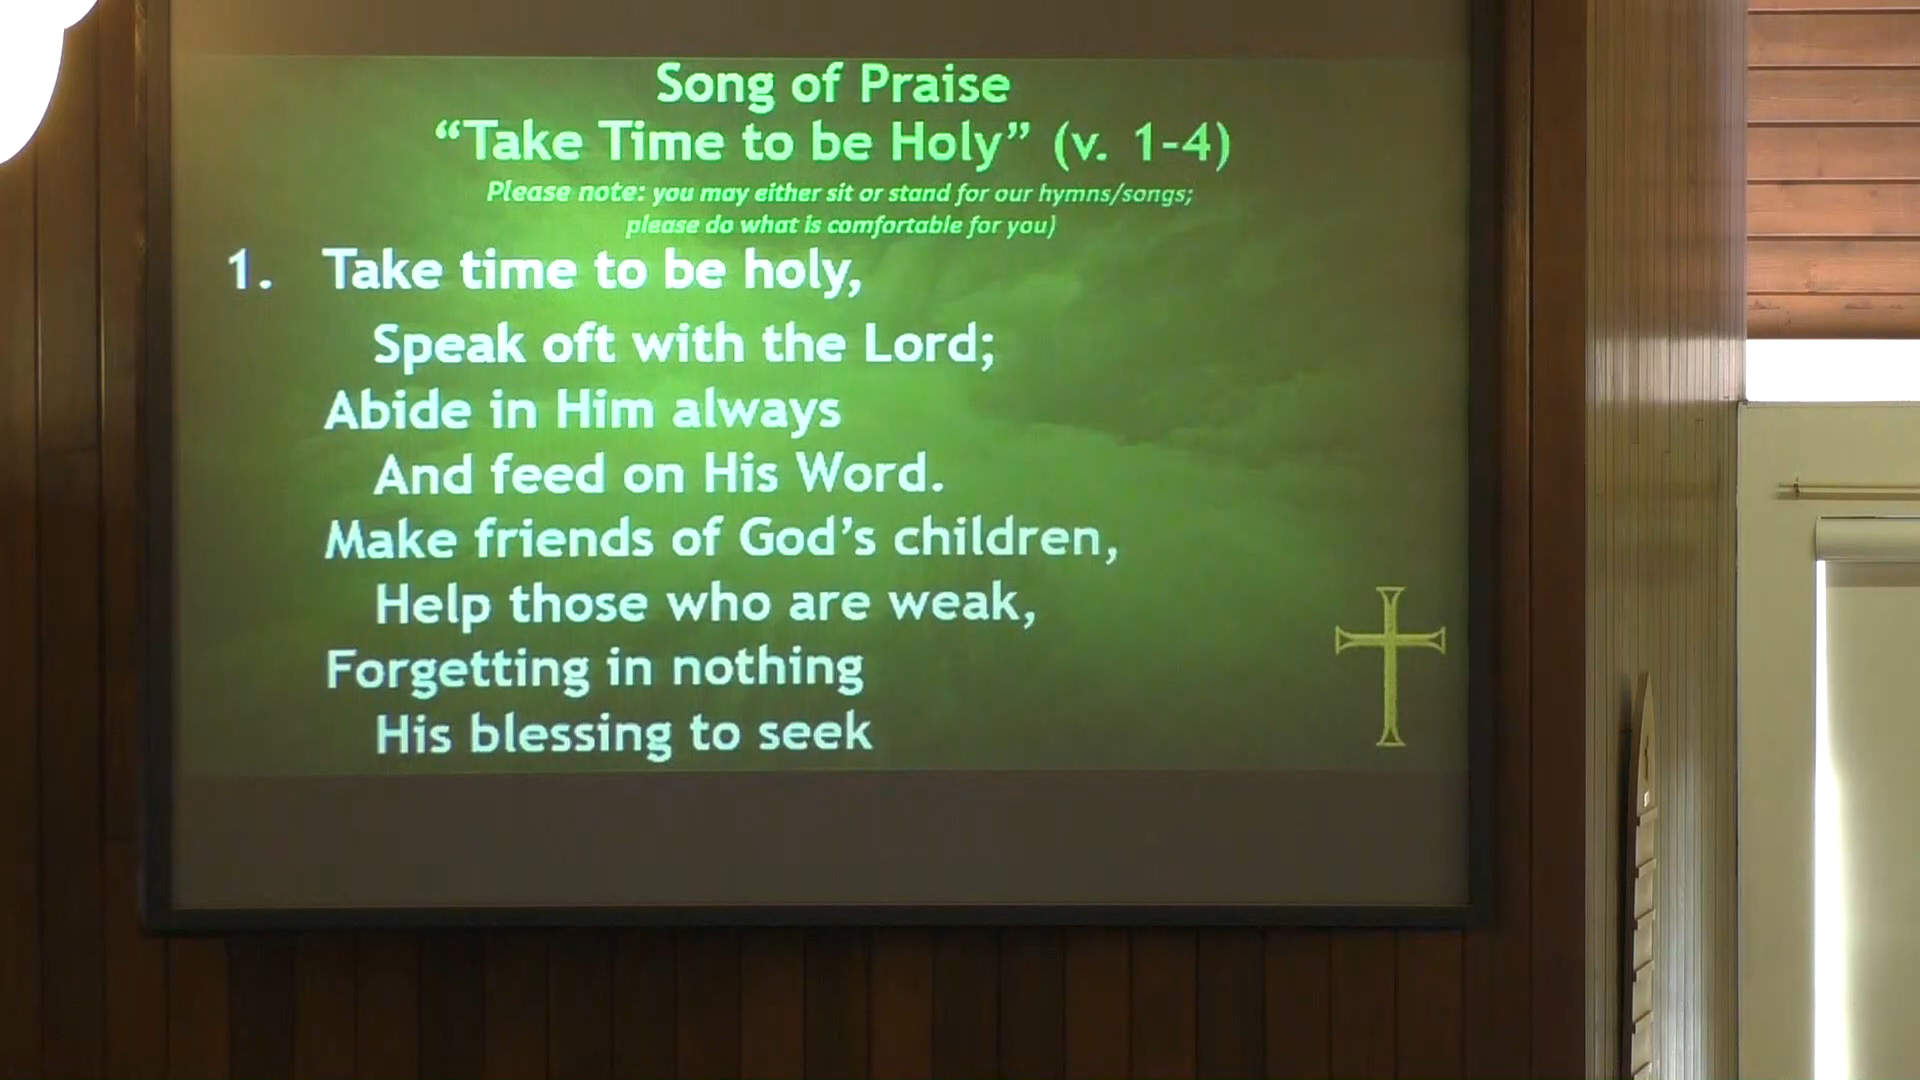 Song of Praise
“Take Time to be Holy” (v. 1-4)
Please note: you may either sit or stand for our hymns/songs;
please do what is comfortable for you)
1. Take time to be holy,
Speak oft with the Lord;
Abide in Him always
And feed on His Word.
Make friends of God’s children,
Help those who are weak,
Forgetting in nothing
His blessing to seek